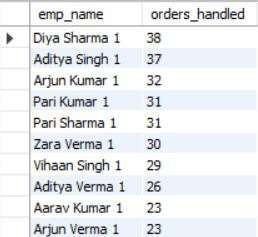 emp_name orders_handled
Diya Sharma 1 38
Aditya Singh 1 37
Arjun Kumar 1 32
Pari Kumar 1 31
Pari Sharma 1 31
Zara Verma 1 30
Vihaan Singh 1 29
Aditya Verma 1 26
Aarav Kumar 1 23
Arjun Verma 1 23